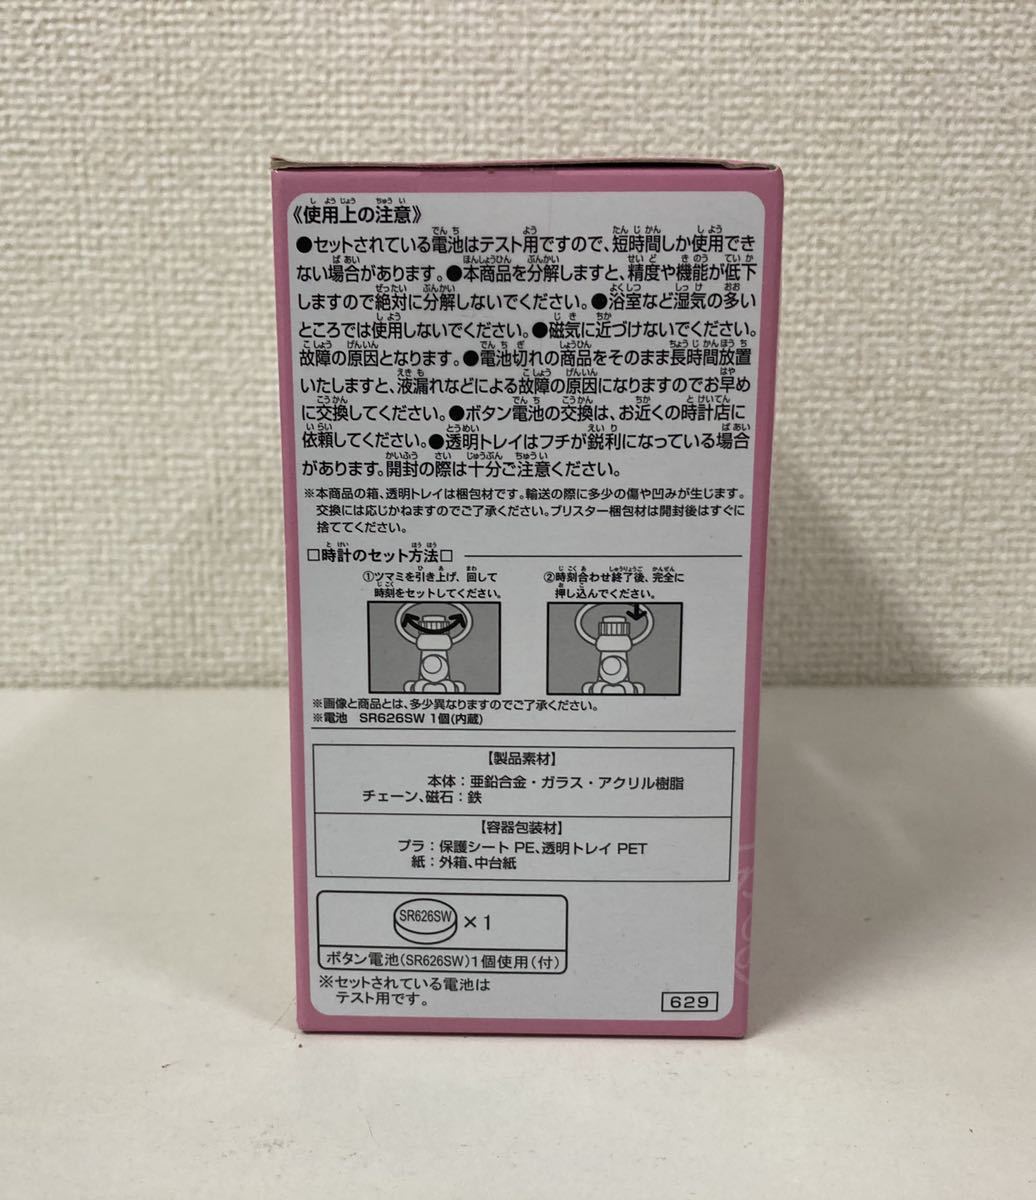 《使用上の注意》
●セットされている電池はテスト用ですので、短時間しか使用でき
ない場合があります。●本商品を分解しますと、精度や機能が低下
しますので絶対に分解しないでください。●浴室など湿気の多い
ところでは使用しないでください。●磁気に近づけないでください。
故障の原因となります。●電池切れの商品をそのまま長時間放置
いたしますと、液漏れなどによる故障の原因になりますのでお早め
に交換してください。●ボタン電池の交換は、お近くの時計店に
依頼してください。●透明トレイはフチが鋭利になっている場合
があります。開封の際は十分ご注意ください。
※本商品の箱、透明トレイは梱包材です。輸送の際に多少の傷や凹みが生じます。
交換には応じかねますのでご了承ください。ブリスター梱包材は開封後はすぐに
捨ててください。
□時計のセット方法□
①ツマミを引き上げ、回して
時刻をセットしてください。
②時刻合わせ終了後、完全に
押し込んでください。
※画像と商品とは、多少異なりますのでご了承ください。
※電池 SR626SW 1個(内蔵)
【製品素材】
本体：亜鉛合金・ガラス・アクリル樹脂
チェーン、磁石：鉄
【容器包装材】
プラ：保護シート PE、透明トレイ PET
紙：外箱、中台紙
SR626SW ×1
ボタン電池(SR626SW)1個使用(付)
※セットされている電池は
テスト用です。
629